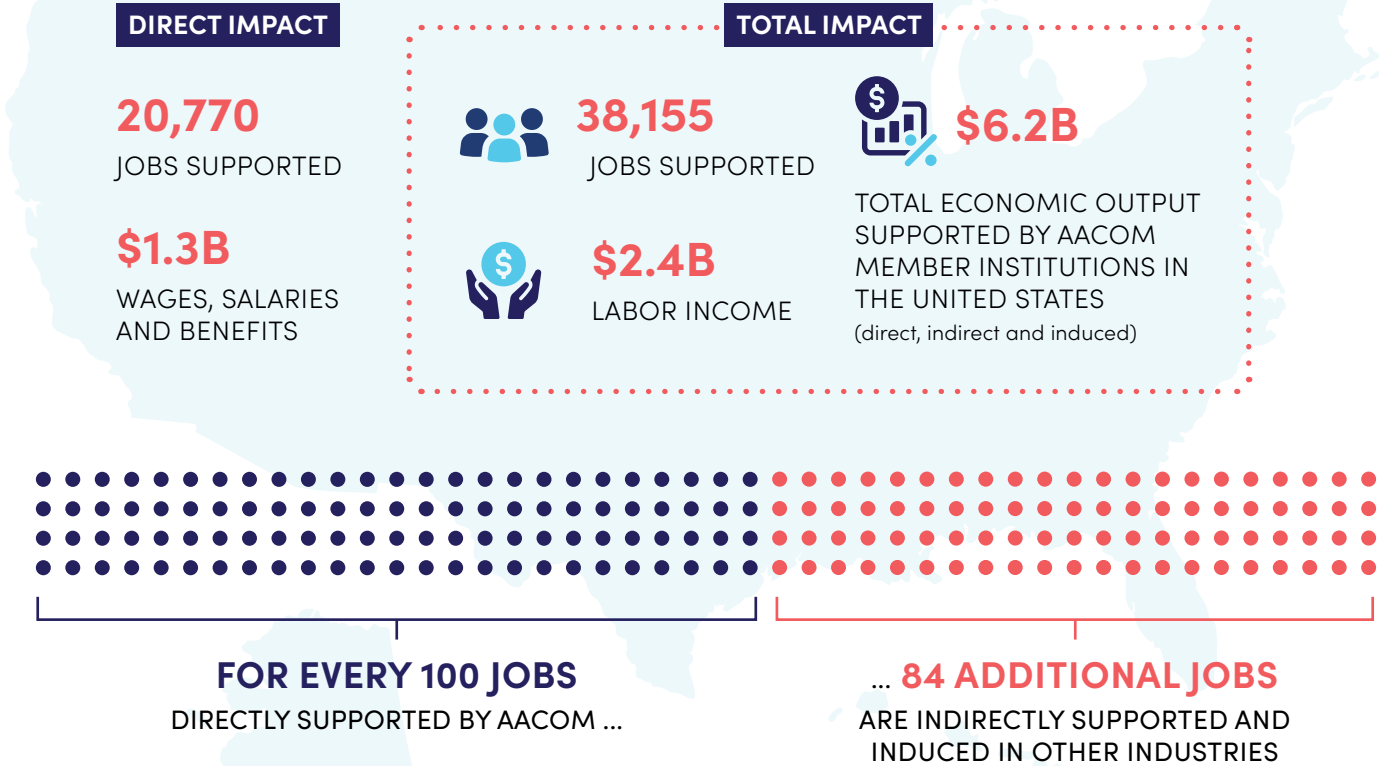 DIRECT IMPACT
20,770
JOBS SUPPORTED
$1.3B
WAGES, SALARIES
AND BENEFITS
TOTAL IMPACT
38,155
JOBS SUPPORTED
$2.4B
LABOR INCOME
$
$
$6.2B
TOTAL ECONOMIC OUTPUT
SUPPORTED BY AACOM
MEMBER INSTITUTIONS IN
THE UNITED STATES
(direct, indirect and induced)
FOR EVERY 100 JOBS
DIRECTLY SUPPORTED BY AACOM ...
... 84 ADDITIONAL JOBS
ARE INDIRECTLY SUPPORTED AND
INDUCED IN OTHER INDUSTRIES